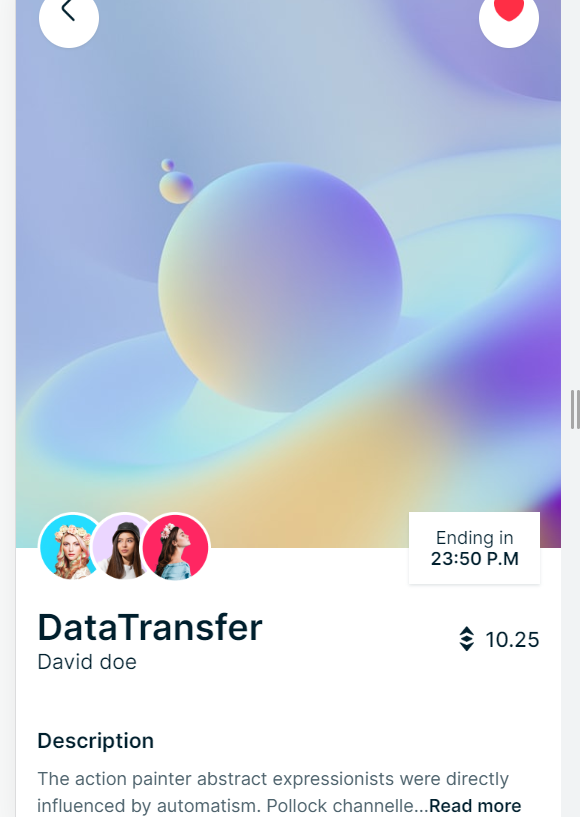 Ending in
23:50 P.M
DataTransfer
David doe
10.25
Description
The action painter abstract expressionists were directly
influenced by automatism. Pollock channelle...Read more